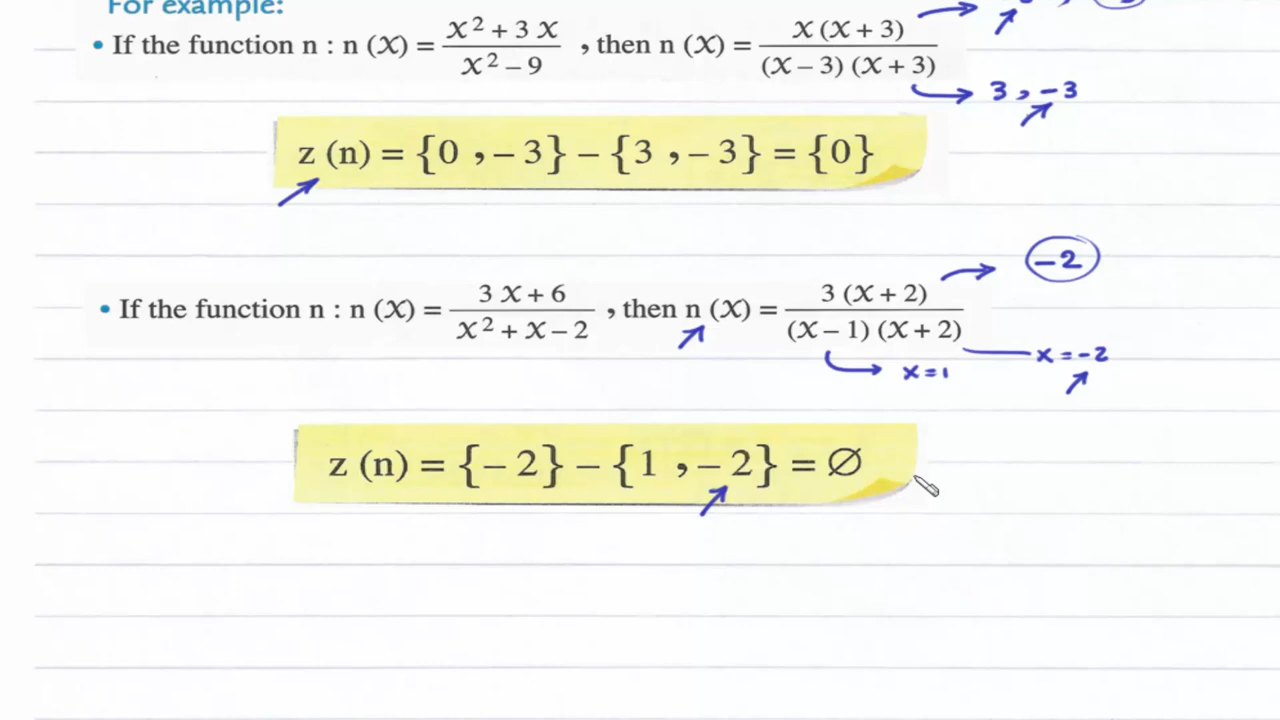 For example:
• If the function n : n (X) = (X² + 3 X)/(X² – 9) , then n (X) = (X (X + 3))/((X – 3) (X + 3))
3 , -3
z (n) = {0 , – 3} – {3 , – 3} = {0}
-2
• If the function n : n (X) = (3 X + 6)/(X² + X – 2) , then n (X) = (3 (X + 2))/((X – 1) (X + 2))
x = -2
x = 1
z (n) = {– 2} – {1 , – 2} = ∅